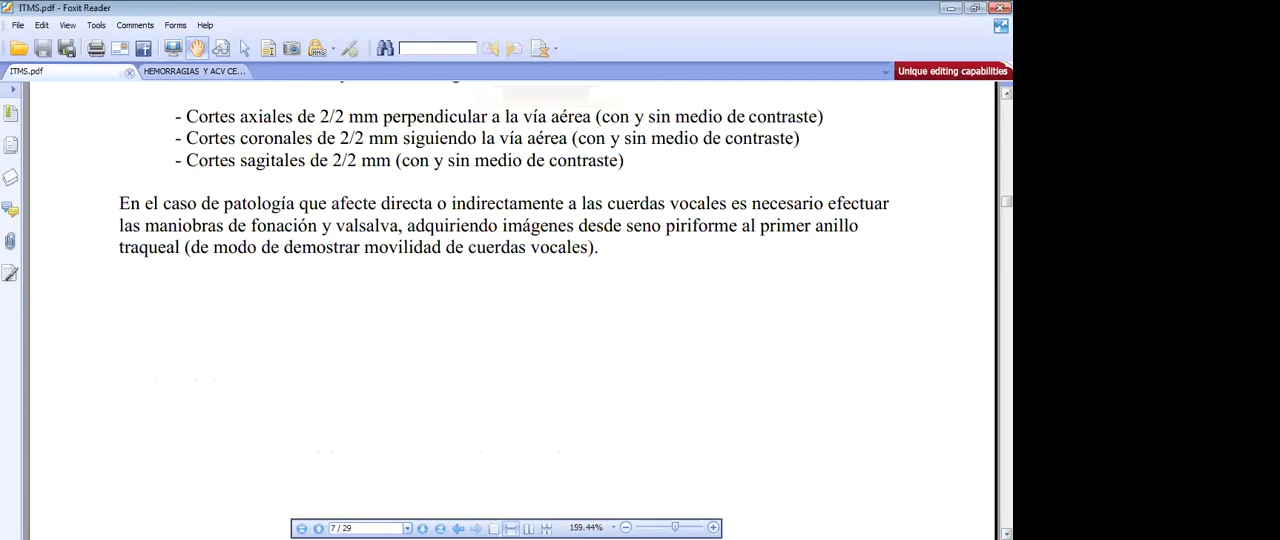 ITMS.pdf - Foxit Reader
File Edit View Tools Comments Forms Help
ITMS.pdf HEMORRAGIAS Y ACV CE... Unique editing capabilities
- Cortes axiales de 2/2 mm perpendicular a la vía aérea (con y sin medio de contraste)
- Cortes coronales de 2/2 mm siguiendo la vía aérea (con y sin medio de contraste)
- Cortes sagitales de 2/2 mm (con y sin medio de contraste)
En el caso de patología que afecte directa o indirectamente a las cuerdas vocales es necesario efectuar
las maniobras de fonación y valsalva, adquiriendo imágenes desde seno piriforme al primer anillo
traqueal (de modo de demostrar movilidad de cuerdas vocales).
7 / 29 159.44%